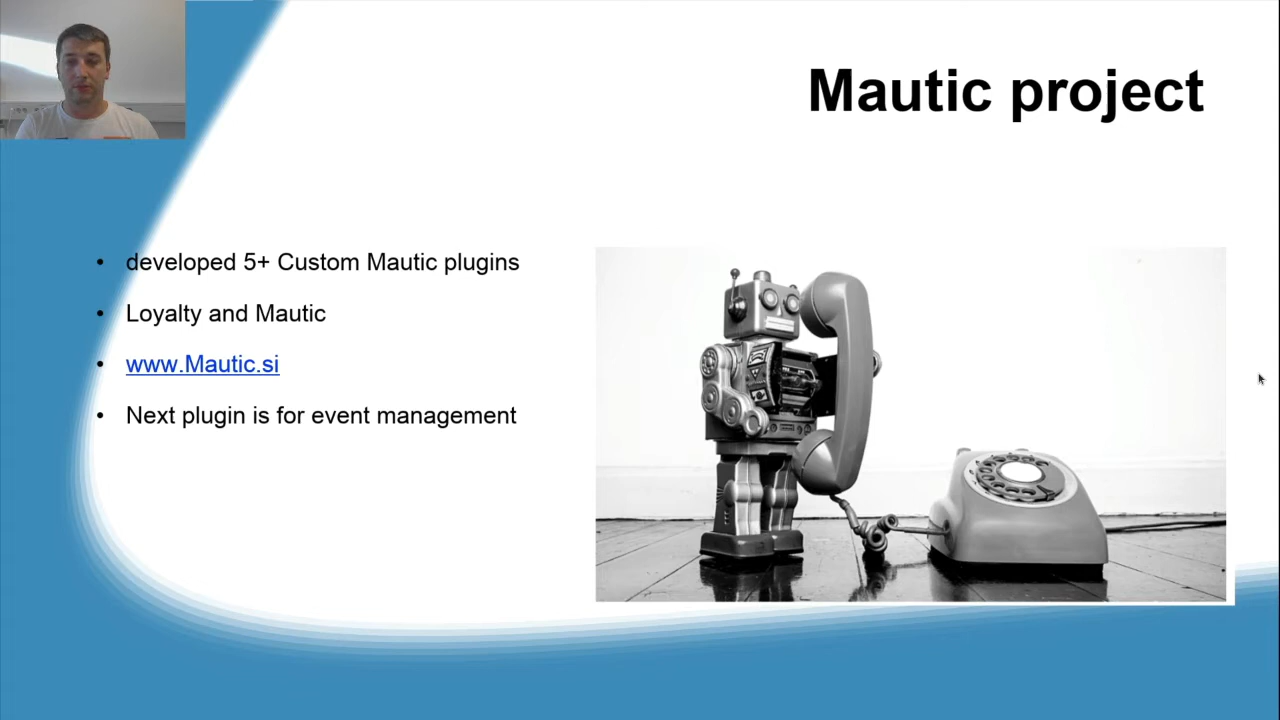 Mautic project
• developed 5+ Custom Mautic plugins
• Loyalty and Mautic
• www.Mautic.si
• Next plugin is for event management